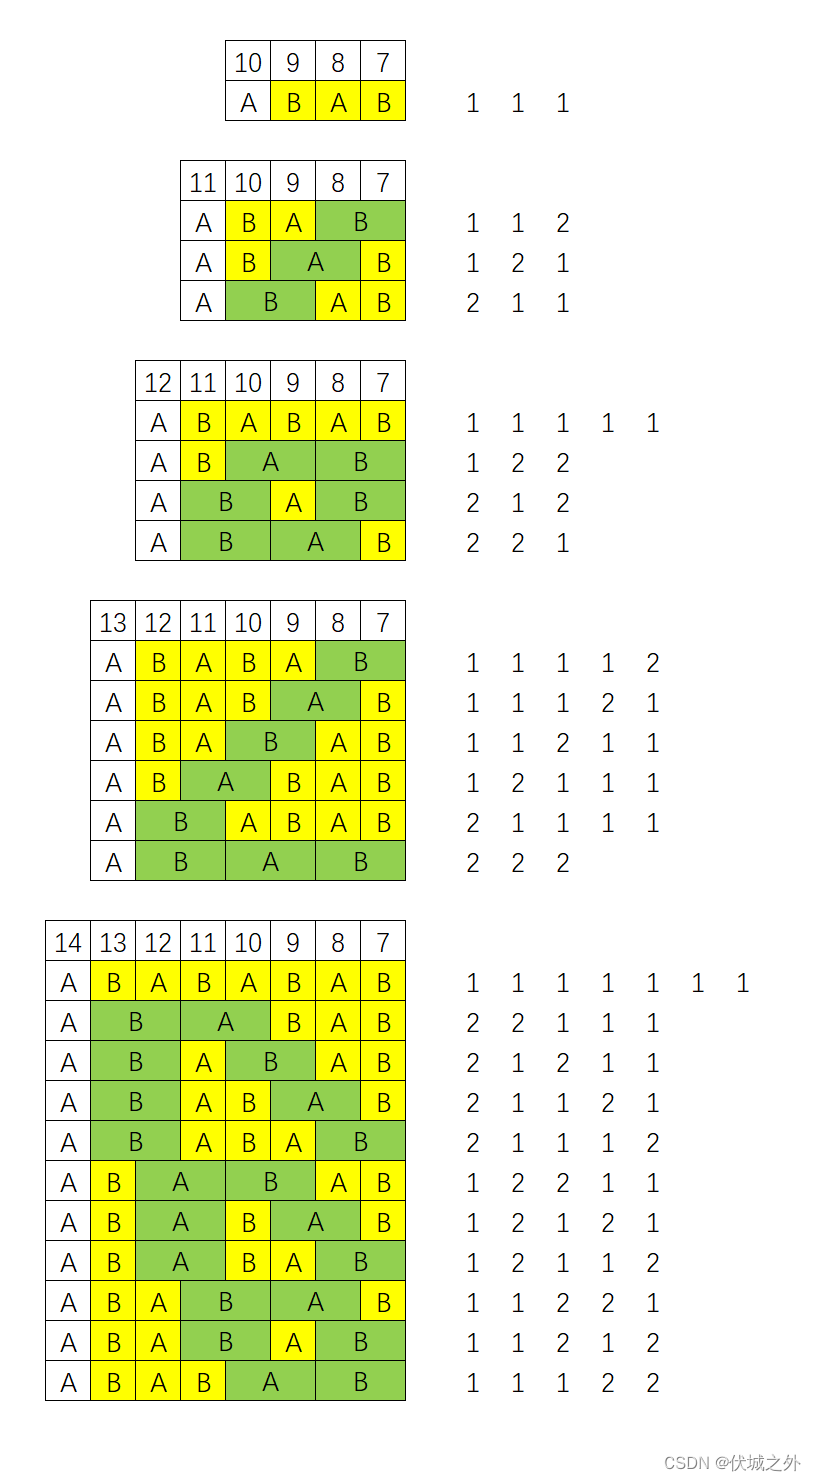 10 9 8 7
A B A B 1 1 1
11 10 9 8 7
A B A B 1 1 2
A B A B 1 2 1
A B A B 2 1 1
12 11 10 9 8 7
A B A B A B 1 1 1 1 1
A B A B 1 2 2
A B A B 2 1 2
A B A B 2 2 1
13 12 11 10 9 8 7
A B A B A B 1 1 1 1 2
A B A B A B 1 1 1 2 1
A B A B A B 1 1 2 1 1
A B A B A B 1 2 1 1 1
A B A B A B 2 1 1 1 1
A B A B 2 2 2
14 13 12 11 10 9 8 7
A B A B A B A B 1 1 1 1 1 1 1
A B A B A B 2 2 1 1 1
A B A B A B 2 1 2 1 1
A B A B A B 2 1 1 2 1
A B A B A B 2 1 1 1 2
A B A B A B 1 2 2 1 1
A B A B A B 1 2 1 2 1
A B A B A B 1 2 1 1 2
A B A B A B 1 1 2 2 1
A B A B A B 1 1 2 1 2
A B A B A B 1 1 1 2 2
CSDN @伏城之外